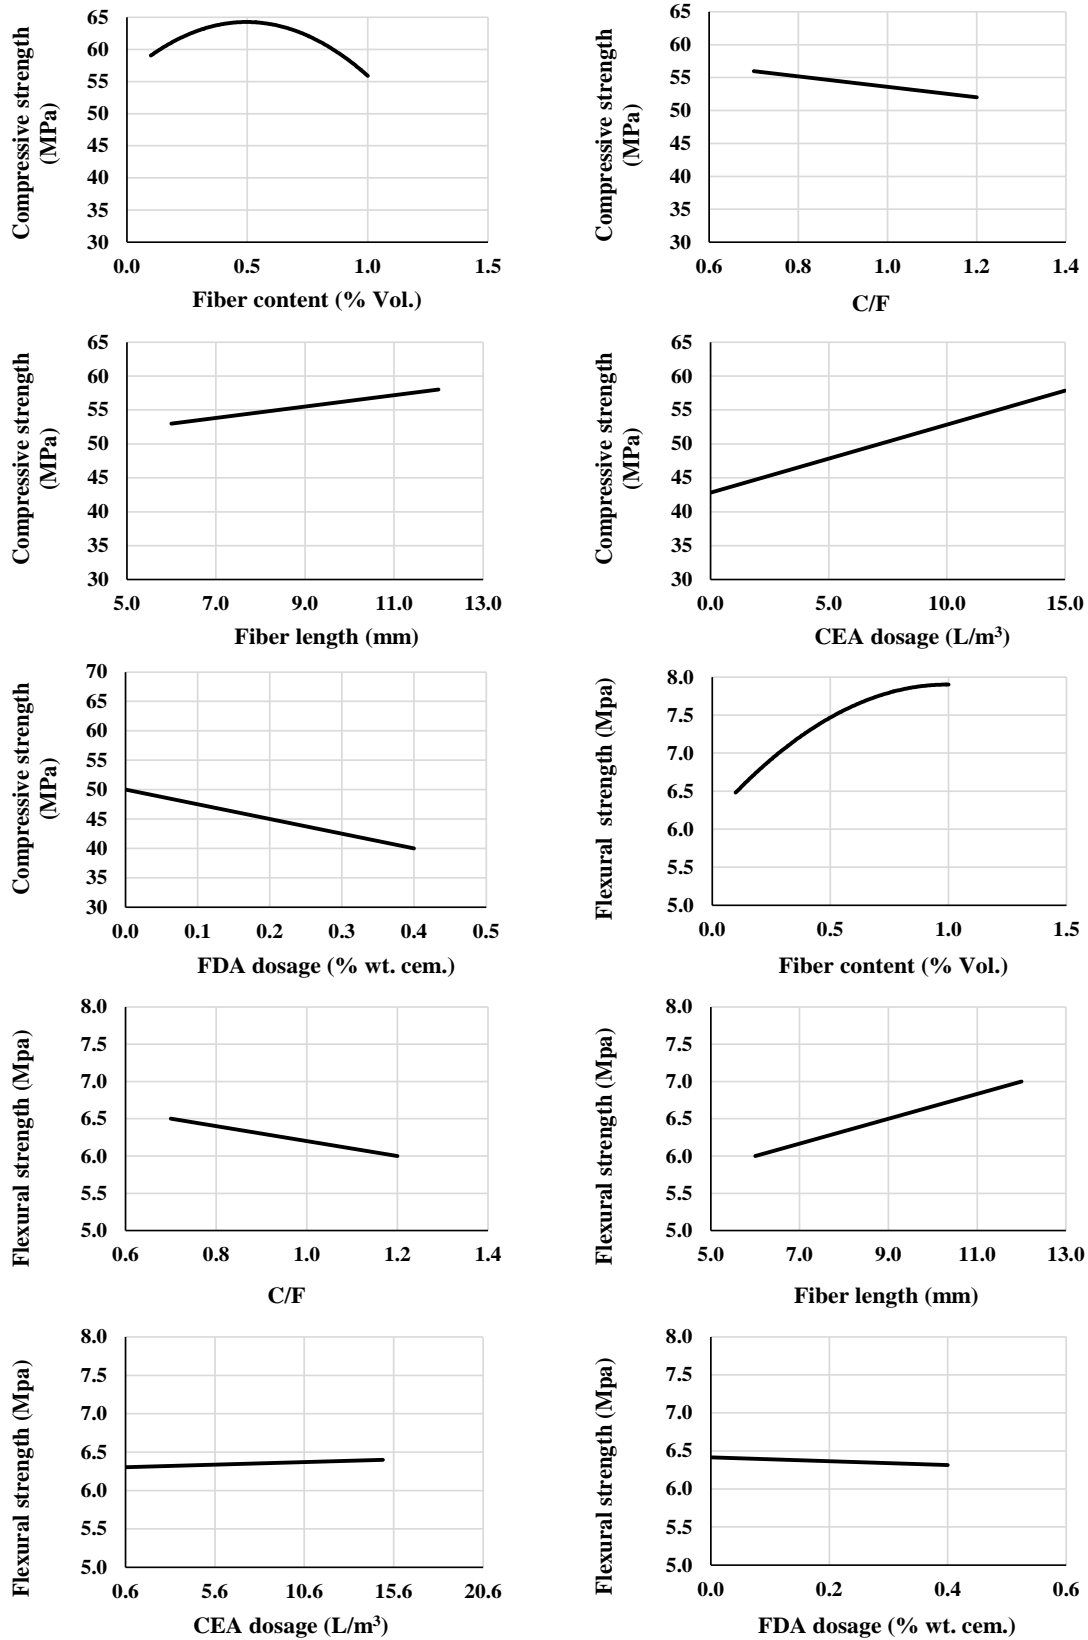 Compressive strength
(MPa)
65
60
55
50
45
40
35
30
0.0 0.5 1.0 1.5
Fiber content (% Vol.)
Compressive strength
(MPa)
65
60
55
50
45
40
35
30
0.6 0.8 1.0 1.2 1.4
C/F
Compressive strength
(MPa)
65
60
55
50
45
40
35
30
5.0 7.0 9.0 11.0 13.0
Fiber length (mm)
Compressive strength
(MPa)
65
60
55
50
45
40
35
30
0.0 5.0 10.0 15.0
CEA dosage (L/m³)
Compressive strength
(MPa)
70
65
60
55
50
45
40
35
30
0.0 0.1 0.2 0.3 0.4 0.5
FDA dosage (% wt. cem.)
Flexural strength (Mpa)
8.0
7.5
7.0
6.5
6.0
5.5
5.0
0.0 0.5 1.0 1.5
Fiber content (% Vol.)
Flexural strength (Mpa)
8.0
7.5
7.0
6.5
6.0
5.5
5.0
0.6 0.8 1.0 1.2 1.4
C/F
Flexural strength (Mpa)
8.0
7.5
7.0
6.5
6.0
5.5
5.0
5.0 7.0 9.0 11.0 13.0
Fiber length (mm)
Flexural strength (Mpa)
8.0
7.5
7.0
6.5
6.0
5.5
5.0
0.6 5.6 10.6 15.6 20.6
CEA dosage (L/m³)
Flexural strength (Mpa)
8.0
7.5
7.0
6.5
6.0
5.5
5.0
0.0 0.2 0.4 0.6
FDA dosage (% wt. cem.)